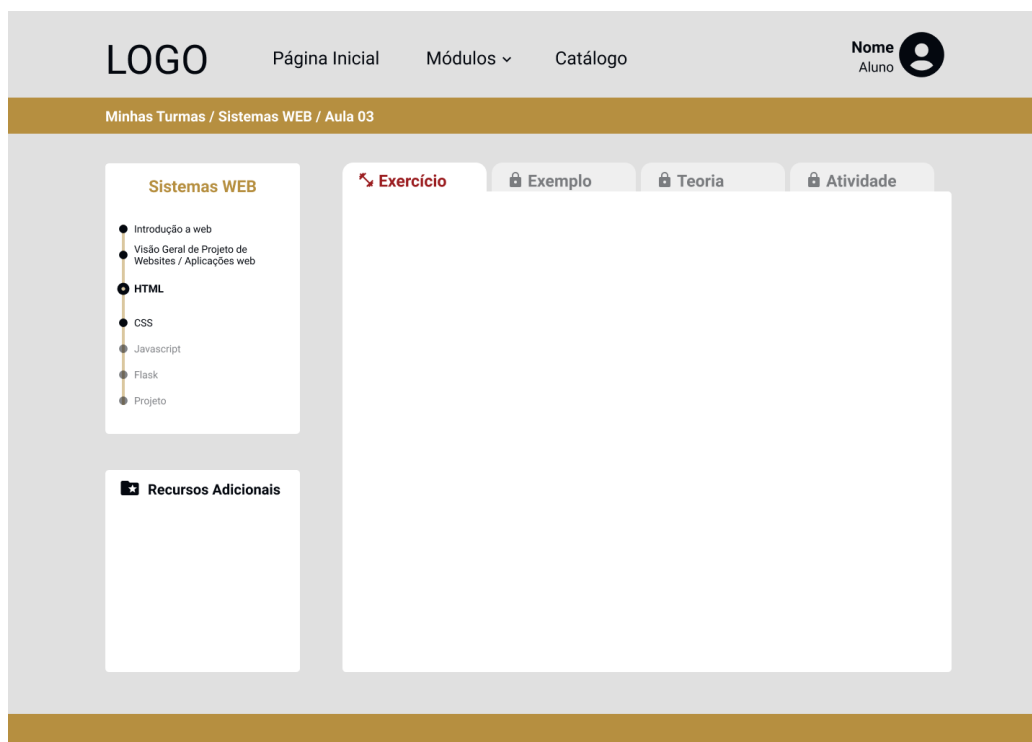 LOGO
Página Inicial
Módulos
Catálogo
Nome
Aluno
Minhas Turmas / Sistemas WEB / Aula 03
Sistemas WEB
Introdução a web
Visão Geral de Projeto de
Websites / Aplicações web
HTML
CSS
Javascript
Flask
Projeto
Recursos Adicionais
Exercício
Exemplo
Teoria
Atividade